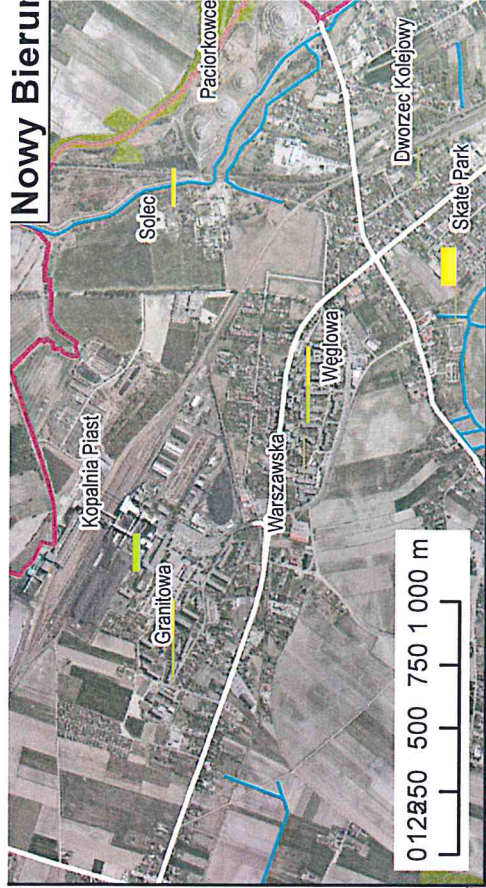 Nowy Bierur
Paciorkowce
Solec
Kopalnia Piast
Dworzec Kolejowy
Skate Park
Węglowa
Warszawska
Granitowa
0 125 250 500 750 1 000 m